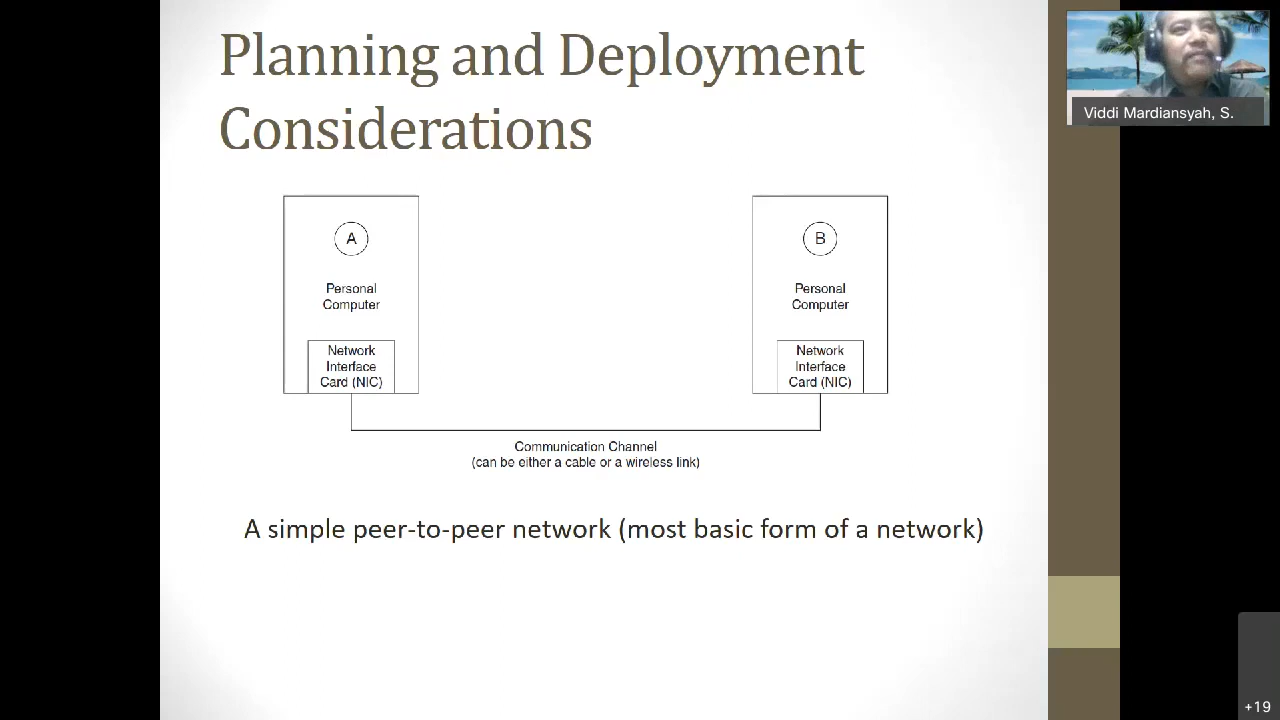 Planning and Deployment
Considerations
Viddi Mardiansyah, S.
A
Personal
Computer
Network
Interface
Card (NIC)
B
Personal
Computer
Network
Interface
Card (NIC)
Communication Channel
(can be either a cable or a wireless link)
A simple peer-to-peer network (most basic form of a network)
+19